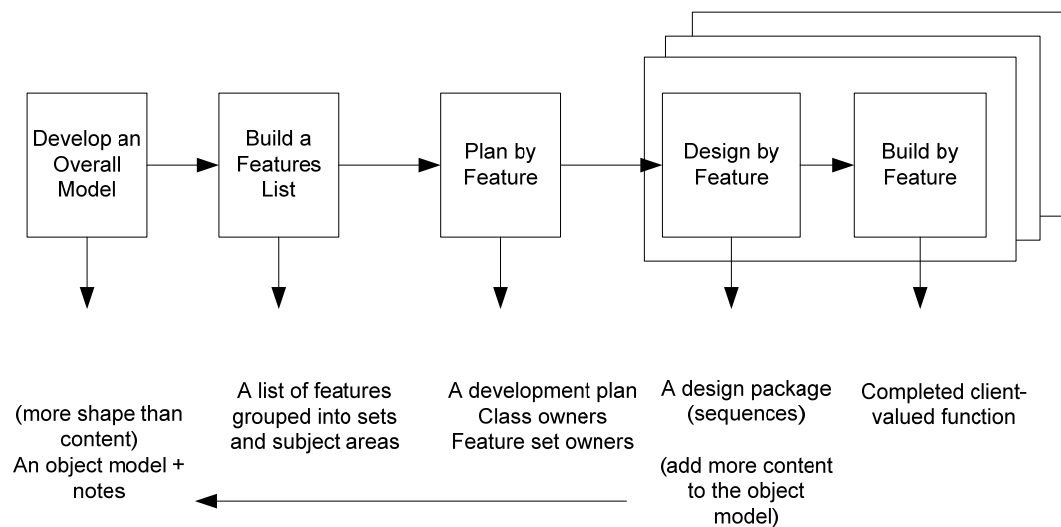 Develop an
Overall
Model
Build a
Features
List
Plan by
Feature
Design by
Feature
Build by
Feature
(more shape than
content)
An object model +
notes
A list of features
grouped into sets
and subject areas
A development plan
Class owners
Feature set owners
A design package
(sequences)
(add more content
to the object
model)
Completed client-
valued function